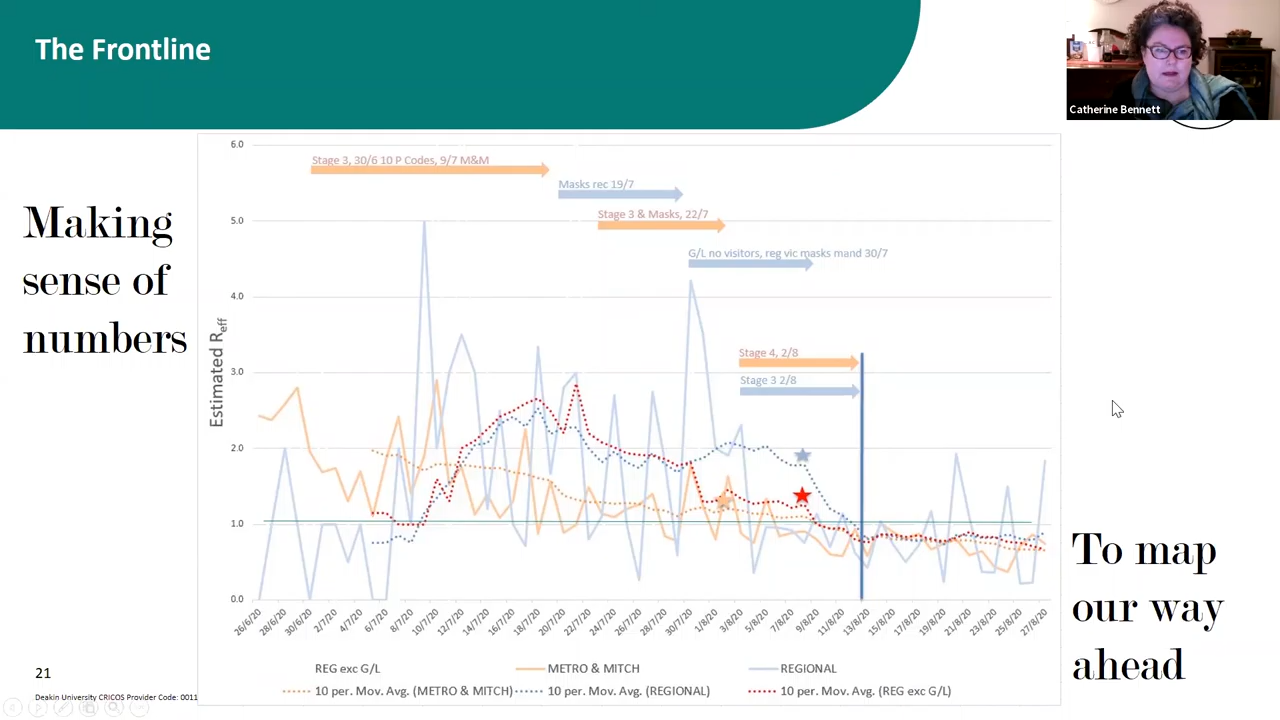 The Frontline
Catherine Bennett
Making
sense of
numbers
6.0
5.0
4.0
3.0
2.0
1.0
0.0
Estimated Reff
Stage 3, 30/6 10 P Codes, 9/7 M&M
Masks rec 19/7
Stage 3 & Masks, 22/7
G/L no visitors, reg vic masks mand 30/7
Stage 4, 2/8
Stage 3 2/8
26/6/20 28/6/20 30/6/20 2/7/20 4/7/20 6/7/20 8/7/20 10/7/20 12/7/20 14/7/20 16/7/20 18/7/20 20/7/20 22/7/20 24/7/20 26/7/20 28/7/20 30/7/20 1/8/20 3/8/20 5/8/20 7/8/20 9/8/20 11/8/20 13/8/20 15/8/20 17/8/20 19/8/20 21/8/20 23/8/20 25/8/20 27/8/20
REG exc G/L METRO & MITCH REGIONAL
10 per. Mov. Avg. (METRO & MITCH) 10 per. Mov. Avg. (REGIONAL) 10 per. Mov. Avg. (REG exc G/L)
To map
our way
ahead
21
Deakin University CRICOS Provider Code: 0011